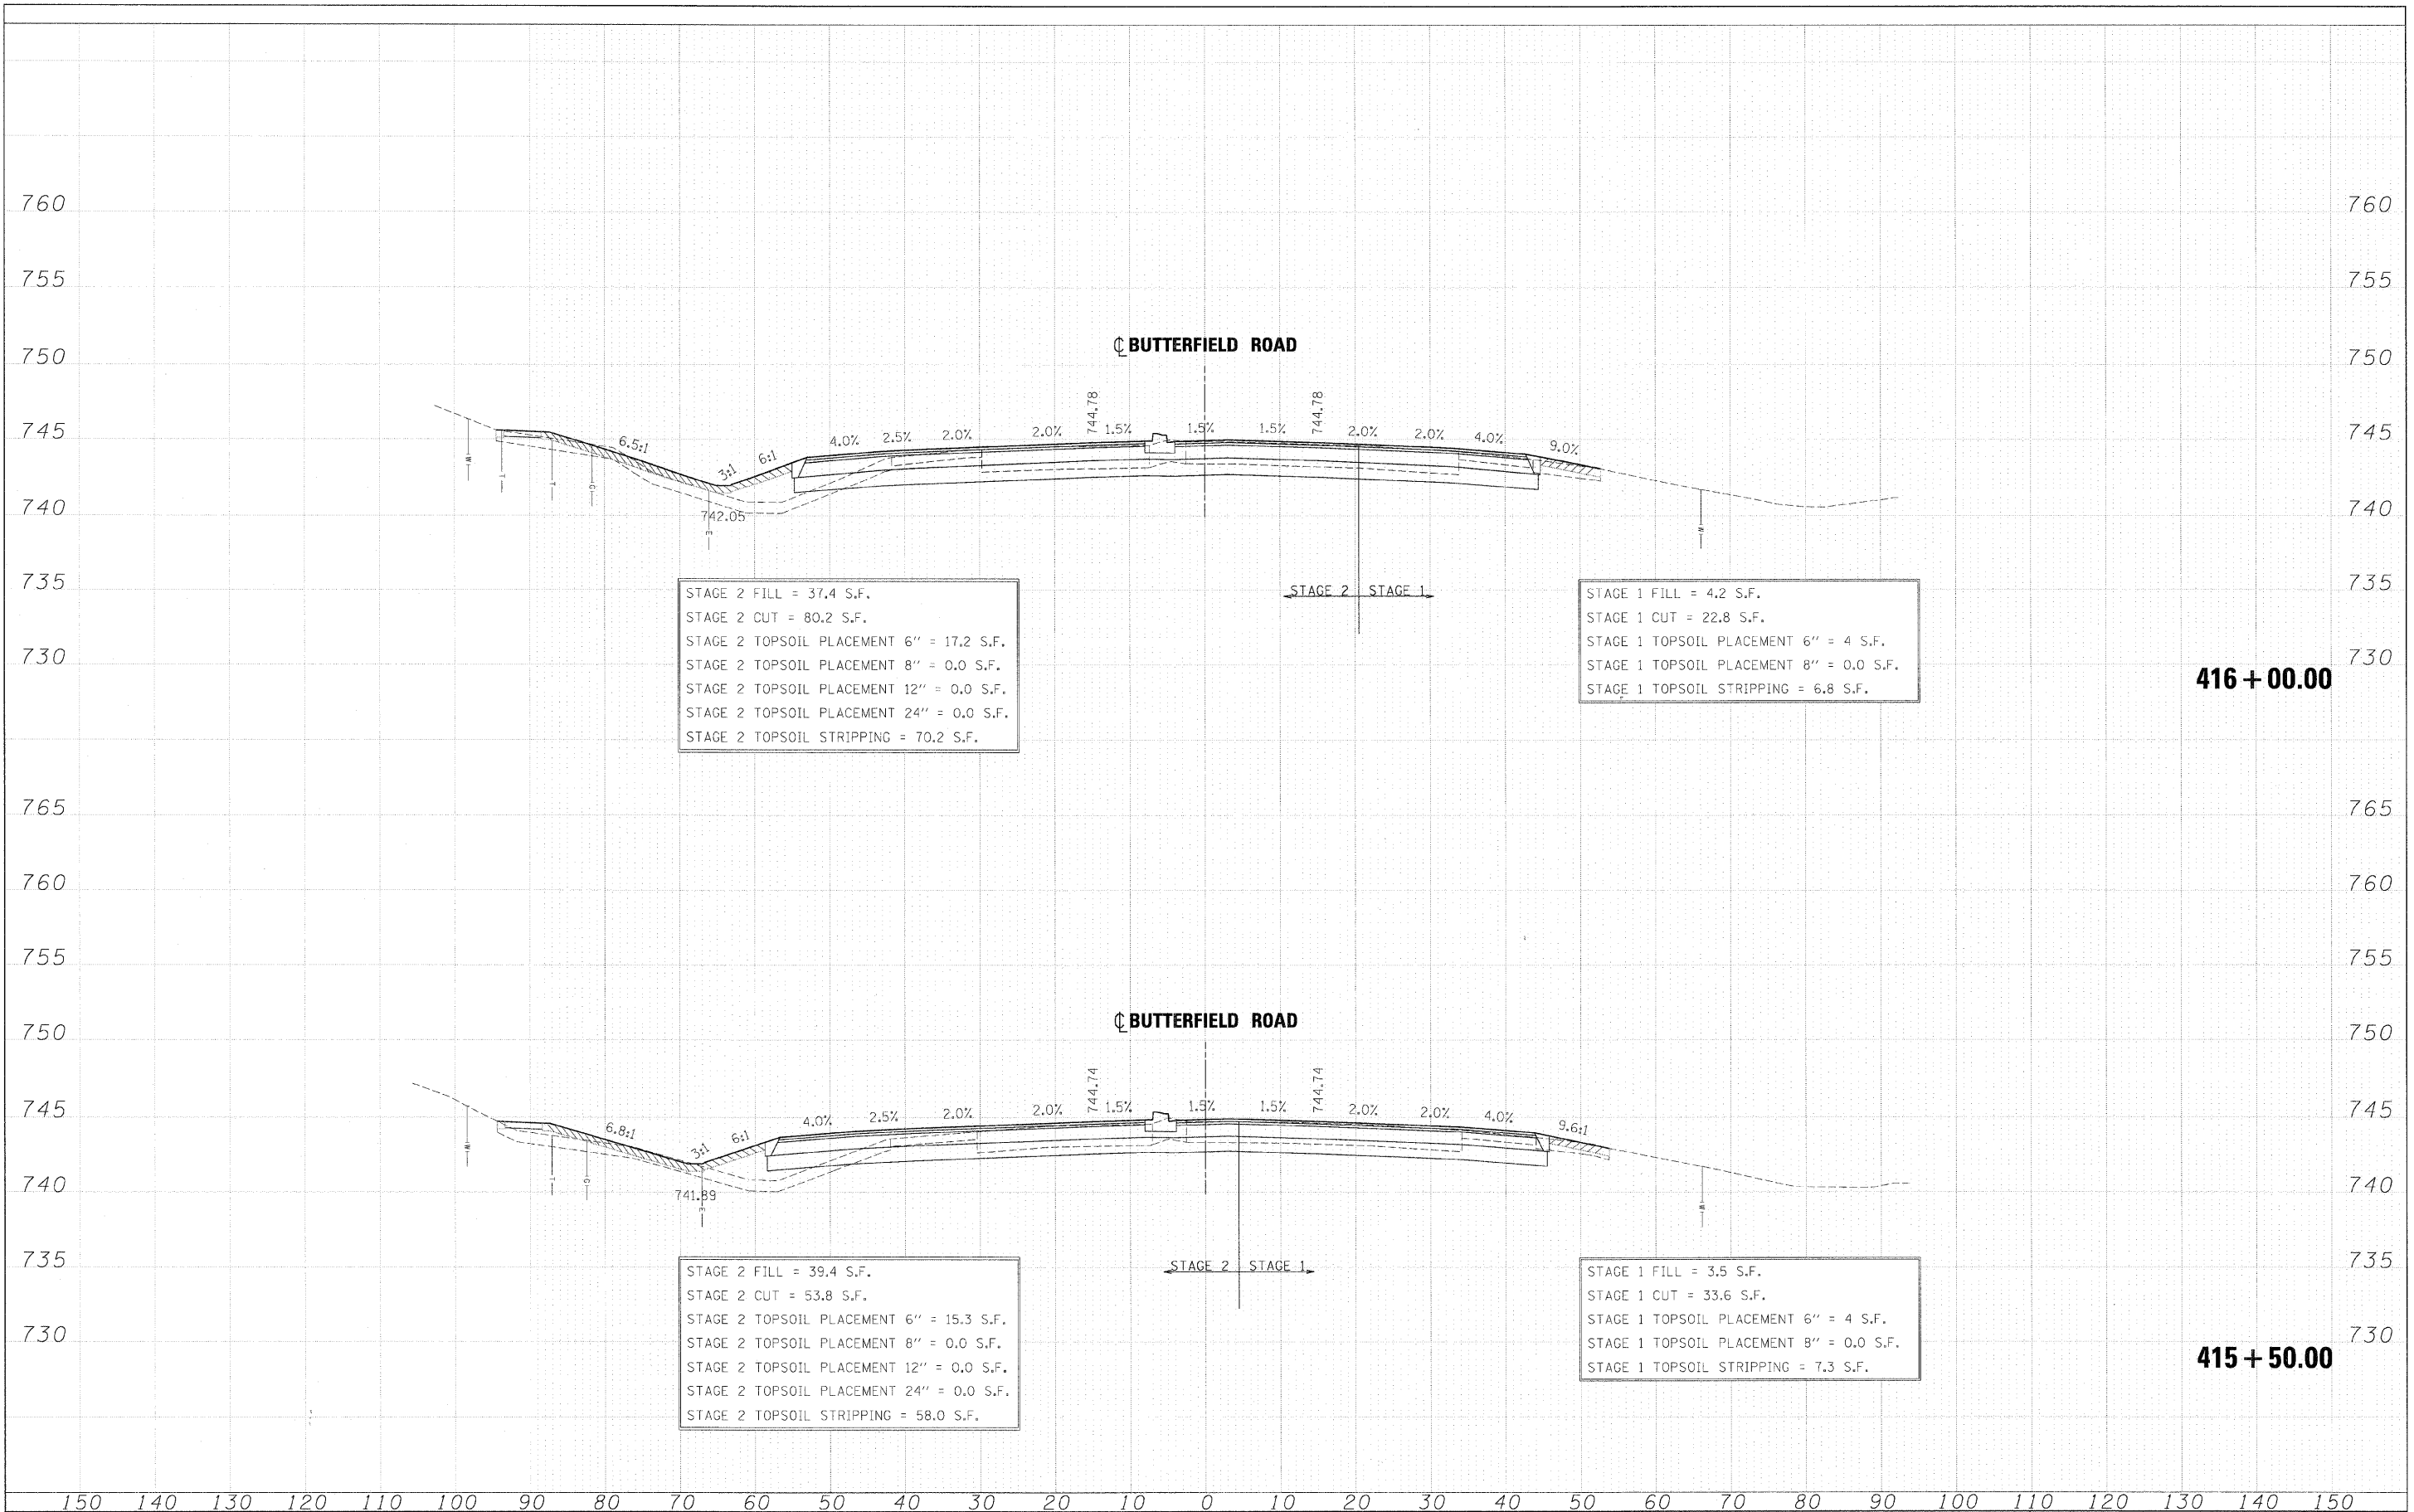 760 760
755 755
℄ BUTTERFIELD ROAD
750 750
744.78 744.78
745 6.5:1 3:1 6:1 4.0% 2.5% 2.0% 2.0% 1.5% 1.5% 1.5% 2.0% 2.0% 4.0% 9.0% 745
W T T G E W
740 742.05 740
735 STAGE 2 STAGE 1 735
STAGE 2 FILL = 37.4 S.F.
STAGE 2 CUT = 80.2 S.F.
STAGE 2 TOPSOIL PLACEMENT 6" = 17.2 S.F.
STAGE 2 TOPSOIL PLACEMENT 8" = 0.0 S.F.
STAGE 2 TOPSOIL PLACEMENT 12" = 0.0 S.F.
STAGE 2 TOPSOIL PLACEMENT 24" = 0.0 S.F.
STAGE 2 TOPSOIL STRIPPING = 70.2 S.F.
STAGE 1 FILL = 4.2 S.F.
STAGE 1 CUT = 22.8 S.F.
STAGE 1 TOPSOIL PLACEMENT 6" = 4 S.F.
STAGE 1 TOPSOIL PLACEMENT 8" = 0.0 S.F.
STAGE 1 TOPSOIL STRIPPING = 6.8 S.F.
730 730
416+00.00
765 765
760 760
755 755
℄ BUTTERFIELD ROAD
750 750
744.74 744.74
745 6.8:1 3:1 6:1 4.0% 2.5% 2.0% 2.0% 1.5% 1.5% 1.5% 2.0% 2.0% 4.0% 9.6:1 745
W T G E W
740 741.89 740
735 STAGE 2 STAGE 1 735
STAGE 2 FILL = 39.4 S.F.
STAGE 2 CUT = 53.8 S.F.
STAGE 2 TOPSOIL PLACEMENT 6" = 15.3 S.F.
STAGE 2 TOPSOIL PLACEMENT 8" = 0.0 S.F.
STAGE 2 TOPSOIL PLACEMENT 12" = 0.0 S.F.
STAGE 2 TOPSOIL PLACEMENT 24" = 0.0 S.F.
STAGE 2 TOPSOIL STRIPPING = 58.0 S.F.
STAGE 1 FILL = 3.5 S.F.
STAGE 1 CUT = 33.6 S.F.
STAGE 1 TOPSOIL PLACEMENT 6" = 4 S.F.
STAGE 1 TOPSOIL PLACEMENT 8" = 0.0 S.F.
STAGE 1 TOPSOIL STRIPPING = 7.3 S.F.
730 730
415+50.00
150 140 130 120 110 100 90 80 70 60 50 40 30 20 10 0 10 20 30 40 50 60 70 80 90 100 110 120 130 140 150